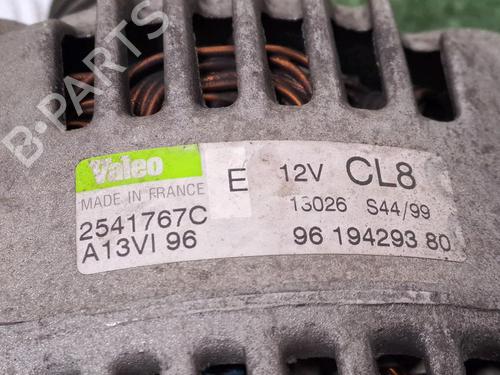 B-PARTS
Valeo
MADE IN FRANCE
E
12V CL8
2541767C
13026 S44/99
A13VI 96
96 194293 80